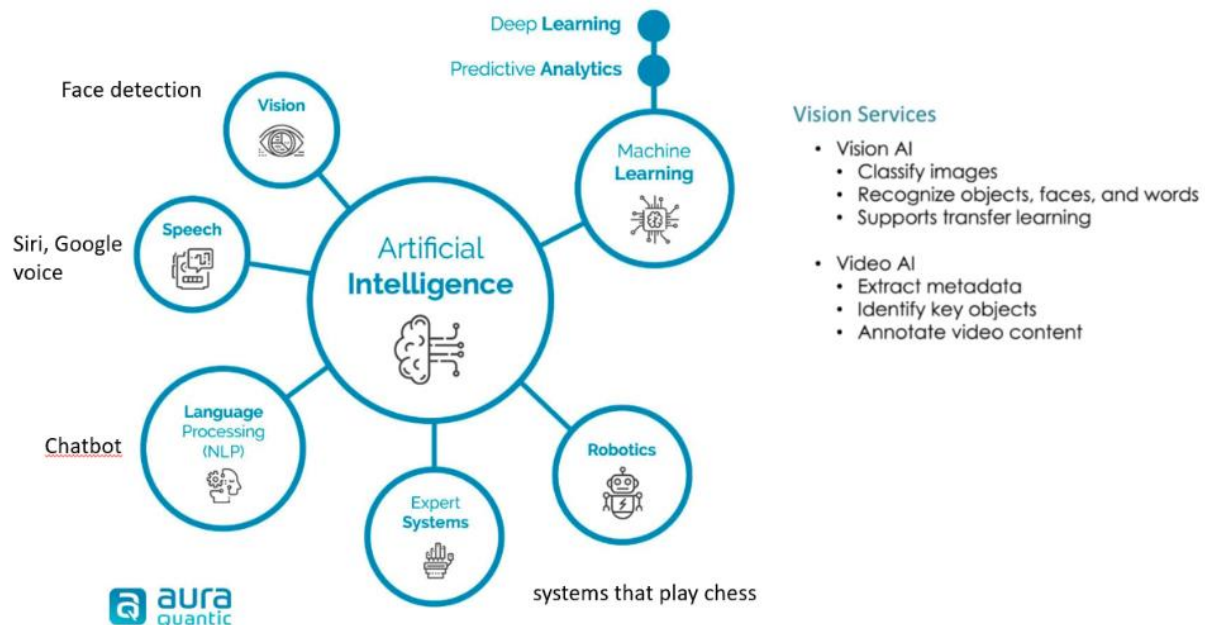 Deep Learning
Predictive Analytics
Face detection
Vision
Machine
Learning
Siri, Google
voice
Speech
Artificial
Intelligence
Chatbot
Language
Processing
(NLP)
Expert
Systems
Robotics
systems that play chess
aura
quantic
Vision Services
• Vision AI
• Classify images
• Recognize objects, faces, and words
• Supports transfer learning
• Video AI
• Extract metadata
• Identify key objects
• Annotate video content